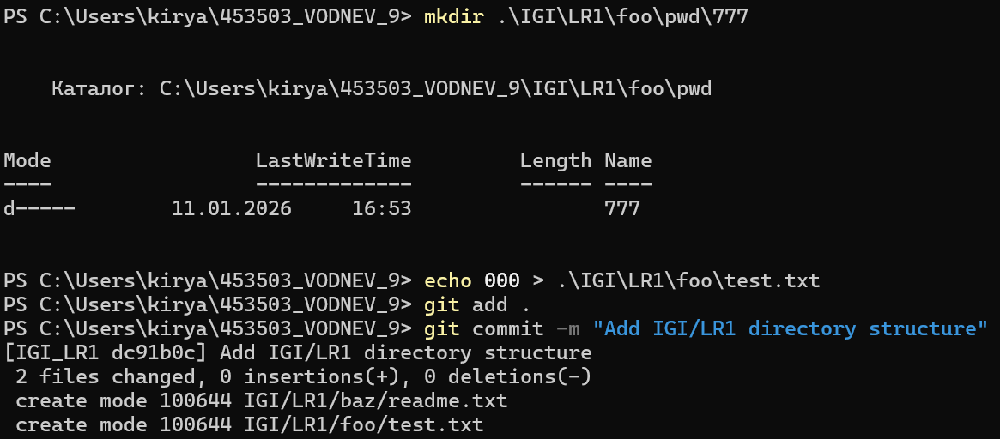 PS C:\Users\kirya\453503_VODNEV_9> mkdir .\IGI\LR1\foo\pwd\777
Каталог: C:\Users\kirya\453503_VODNEV_9\IGI\LR1\foo\pwd
Mode LastWriteTime Length Name
---- ------------- ------ ----
d----- 11.01.2026 16:53 777
PS C:\Users\kirya\453503_VODNEV_9> echo 000 > .\IGI\LR1\foo\test.txt
PS C:\Users\kirya\453503_VODNEV_9> git add .
PS C:\Users\kirya\453503_VODNEV_9> git commit -m "Add IGI/LR1 directory structure"
[IGI_LR1 dc91b0c] Add IGI/LR1 directory structure
2 files changed, 0 insertions(+), 0 deletions(-)
create mode 100644 IGI/LR1/baz/readme.txt
create mode 100644 IGI/LR1/foo/test.txt